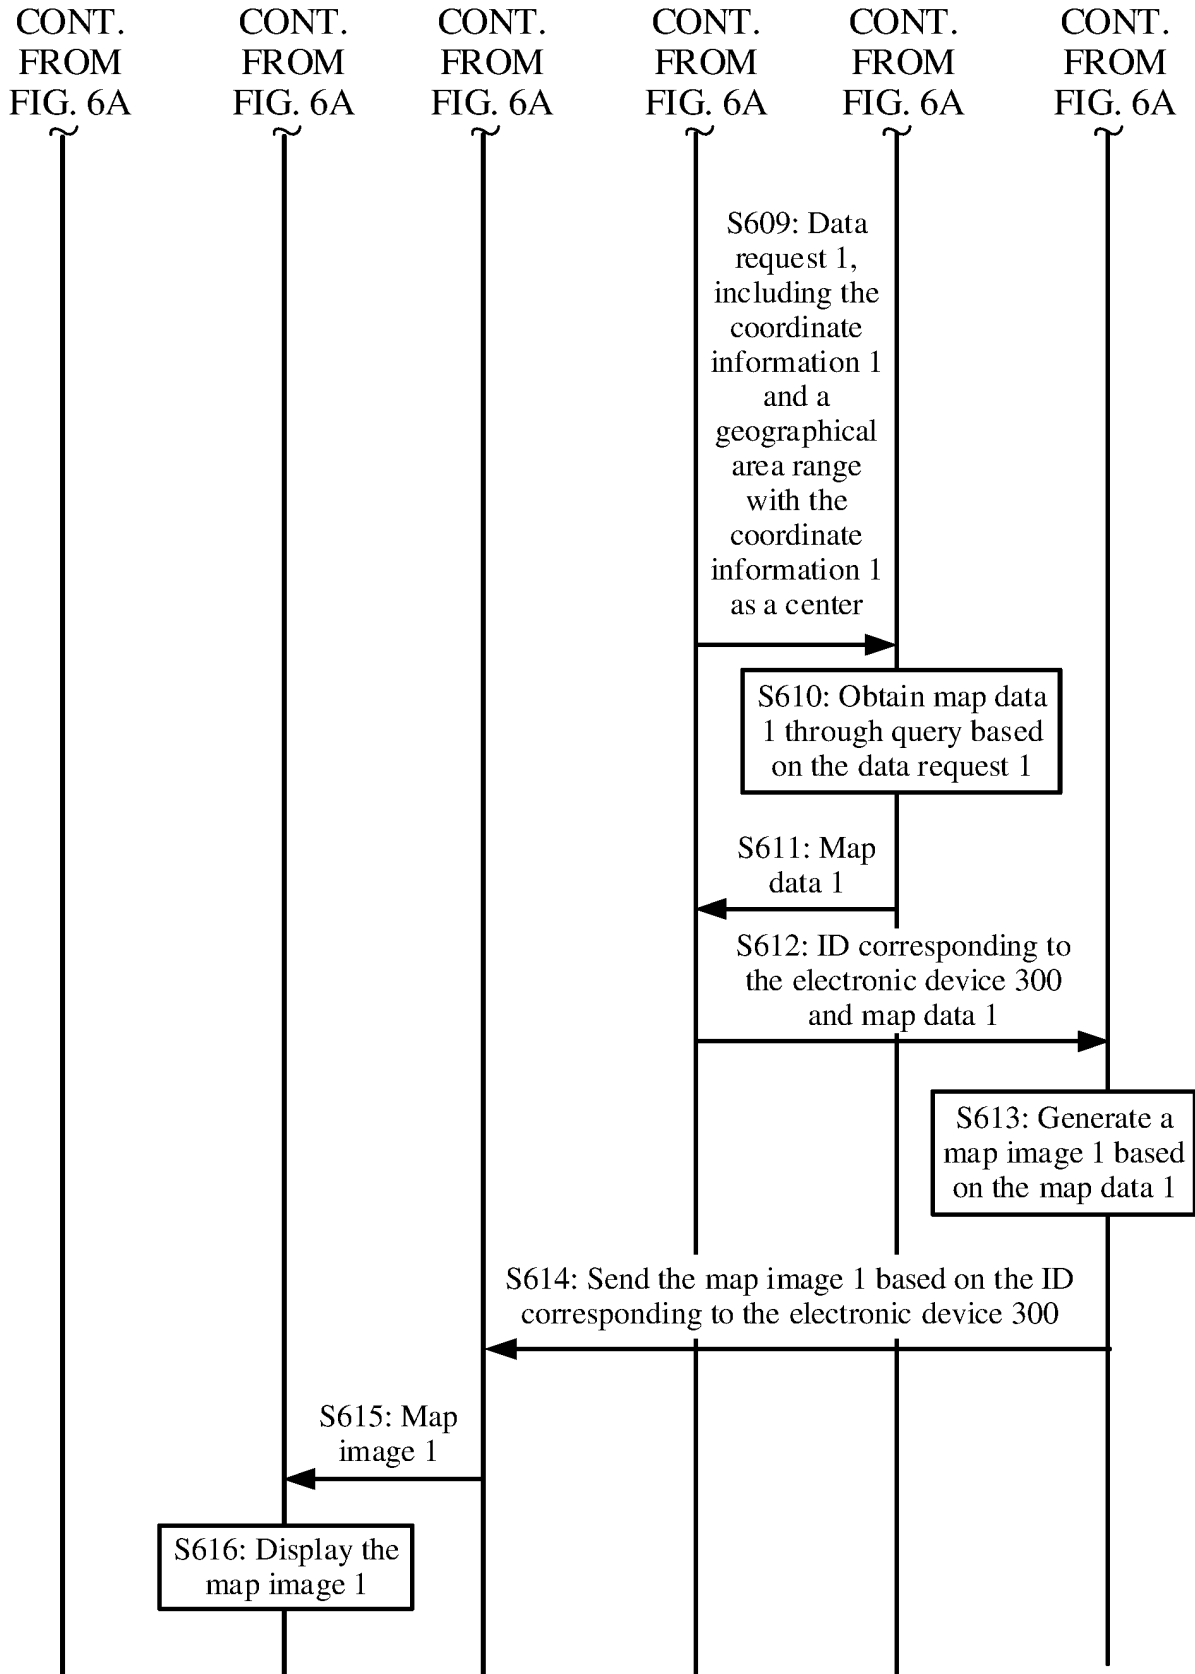 CONT.
FROM
FIG. 6A
CONT.
FROM
FIG. 6A
CONT.
FROM
FIG. 6A
CONT.
FROM
FIG. 6A
CONT.
FROM
FIG. 6A
CONT.
FROM
FIG. 6A
S609: Data
request 1,
including the
coordinate
information 1
and a
geographical
area range
with the
coordinate
information 1
as a center
S610: Obtain map data
1 through query based
on the data request 1
S611: Map
data 1
S612: ID corresponding to
the electronic device 300
and map data 1
S613: Generate a
map image 1 based
on the map data 1
S614: Send the map image 1 based on the ID
corresponding to the electronic device 300
S615: Map
image 1
S616: Display the
map image 1